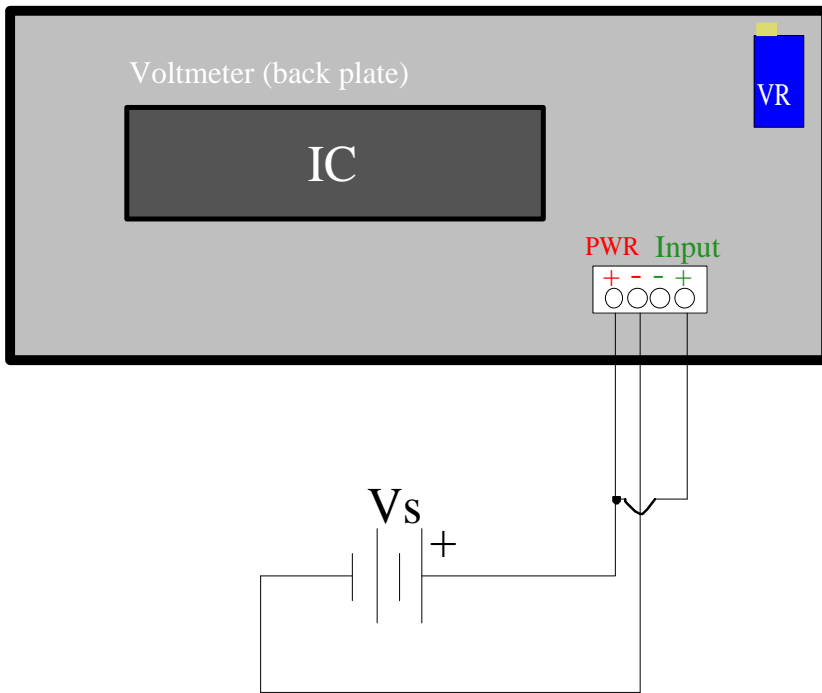 Voltmeter (back plate)
VR
IC
PWR Input
+ - - +
Vs
+